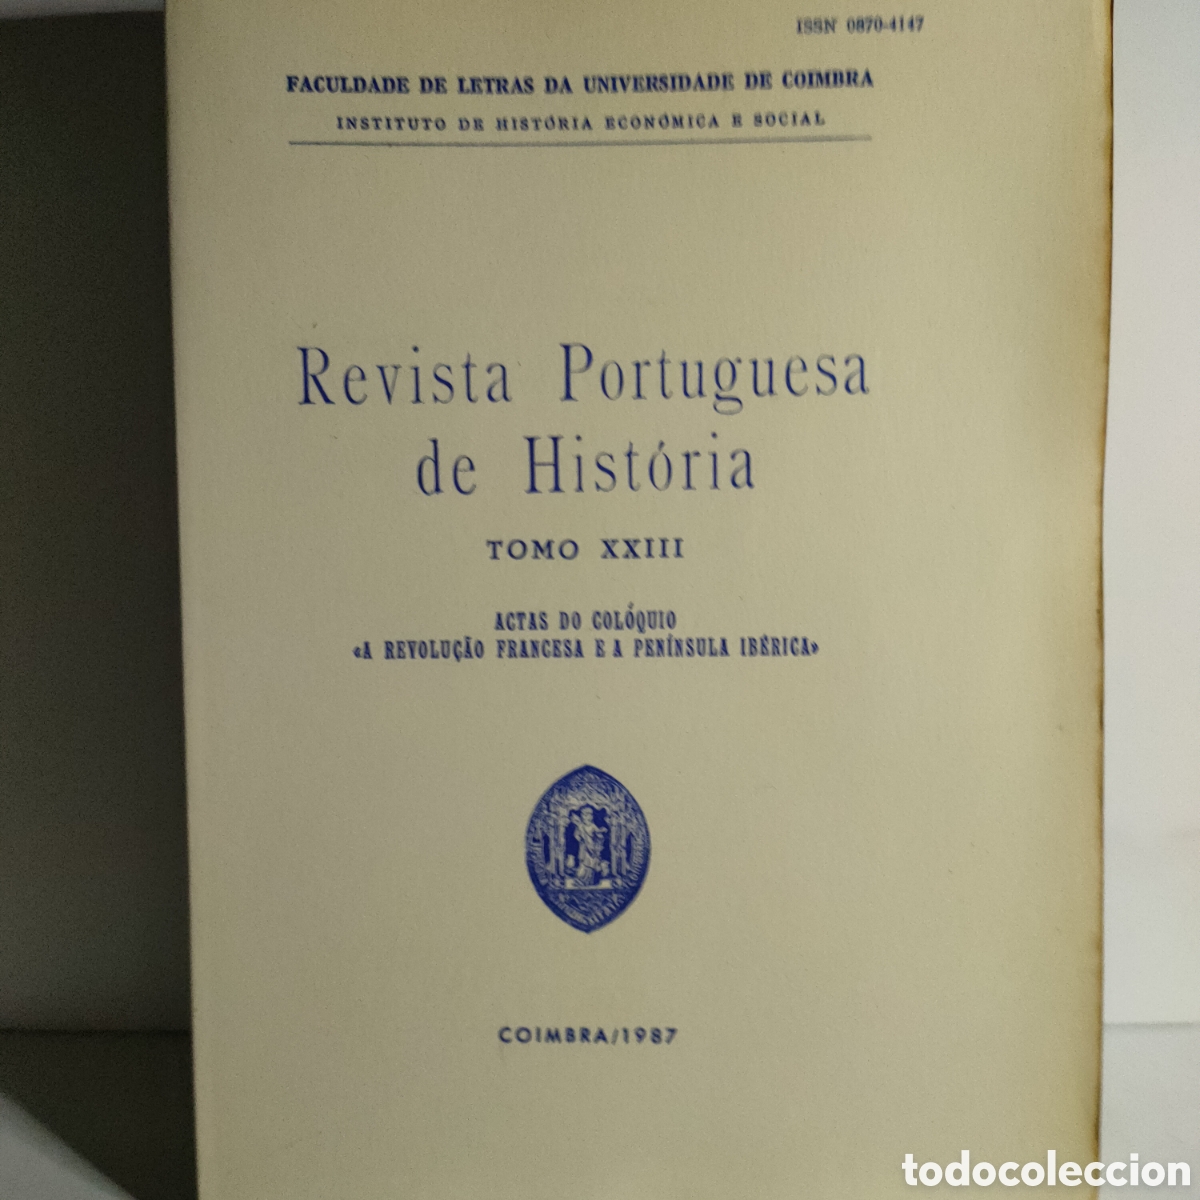 ISSN 0870-4147
FACULDADE DE LETRAS DA UNIVERSIDADE DE COIMBRA
INSTITUTO DE HISTÓRIA ECONÓMICA E SOCIAL
Revista Portuguesa
de História
TOMO XXIII
ACTAS DO COLÓQUIO
«A REVOLUÇÃO FRANCESA E A PENÍNSULA IBÉRICA»
COIMBRA/1987
todocoleccion